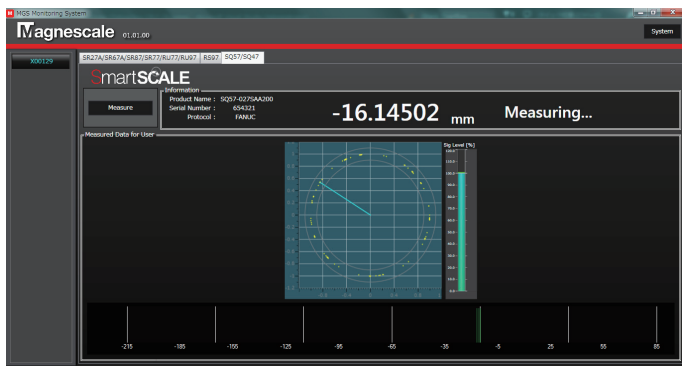 MGS Monitoring System
Magnescale 01.01.00
System
X00129
SR27A/SR67A/SR87/SR77/RU77/RU97 RS97 SQ57/SQ47
SmartSCALE
Information
Measure
Product Name : SQ57-027SAA200
Serial Number : 654321
Protocol : FANUC
-16.14502 mm
Measuring...
Measured Data for User
Sig Level (%)
-215 -185 -155 -125 -95 -65 -35 -5 25 55 85